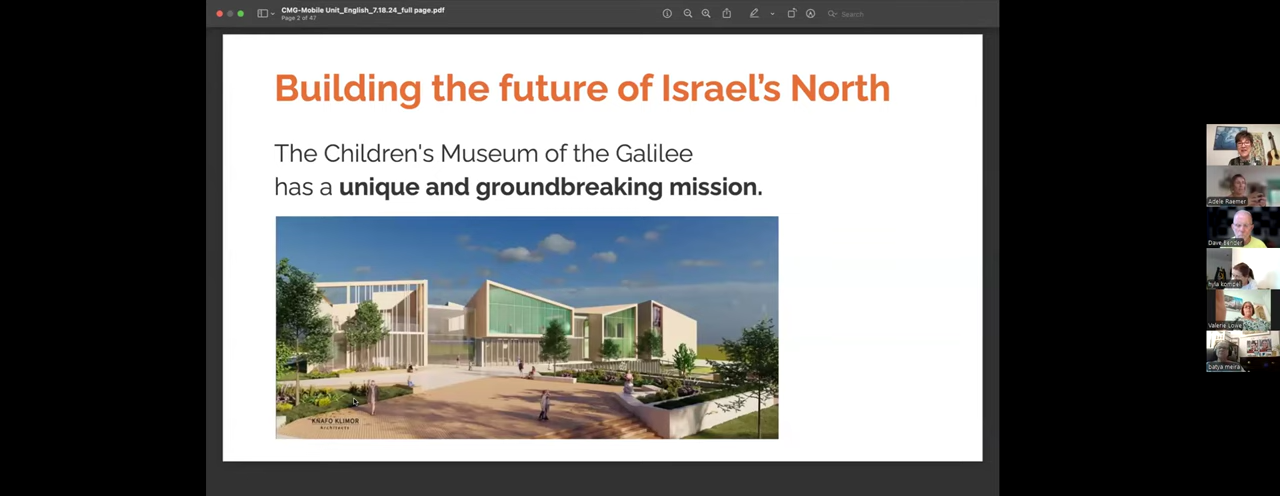 CMG-Mobile Unit_English_7.18.24_full page.pdf
Page 2 of 47
Search
Building the future of Israel's North
The Children's Museum of the Galilee
has a unique and groundbreaking mission.
KNAFO KLIMOR
Architects
Adele Raemer
Dave Bender
Valerie Lowe
batya meira